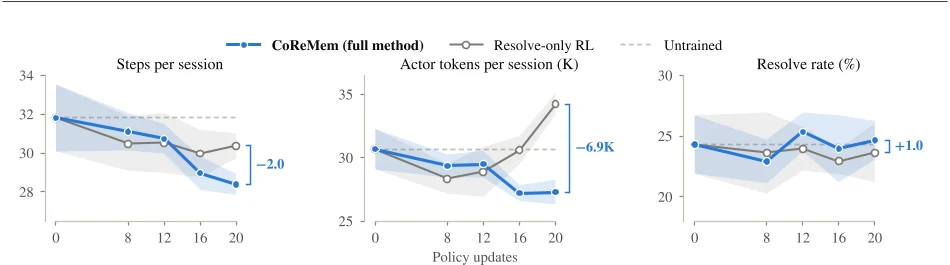 CoReMem (full method) Resolve-only RL Untrained
Steps per session
34
32
30
28
−2.0
0 8 12 16 20
Actor tokens per session (K)
35
30
25
−6.9K
0 8 12 16 20
Policy updates
Resolve rate (%)
30
25
20
+1.0
0 8 12 16 20